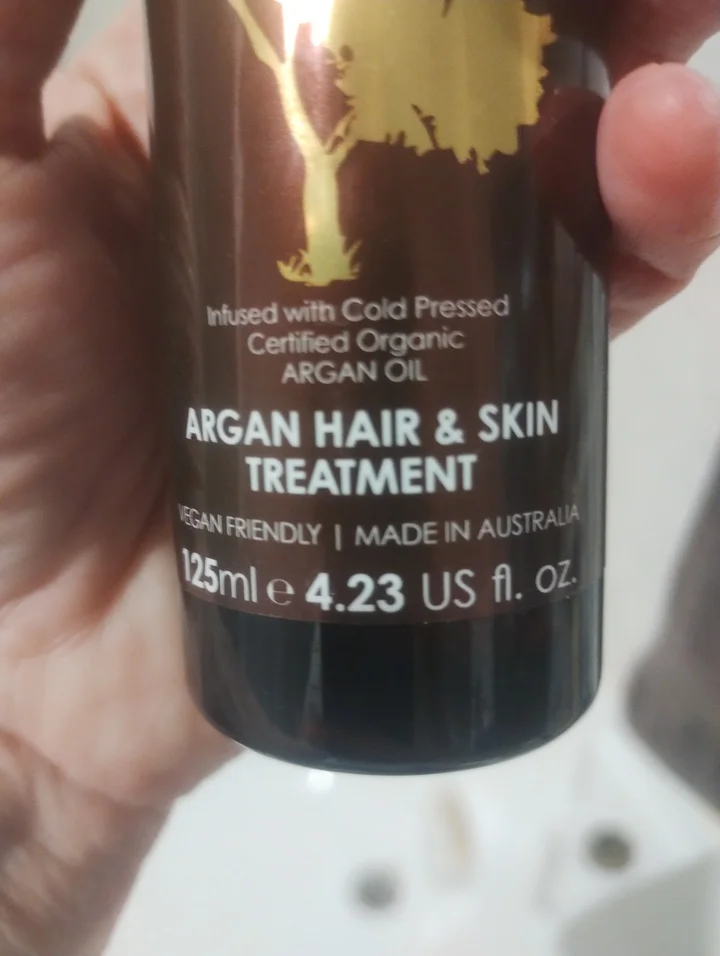 Infused with Cold Pressed
Certified Organic
ARGAN OIL
ARGAN HAIR & SKIN
TREATMENT
VEGAN FRIENDLY | MADE IN AUSTRALIA
125ml ℮ 4.23 US fl. oz.